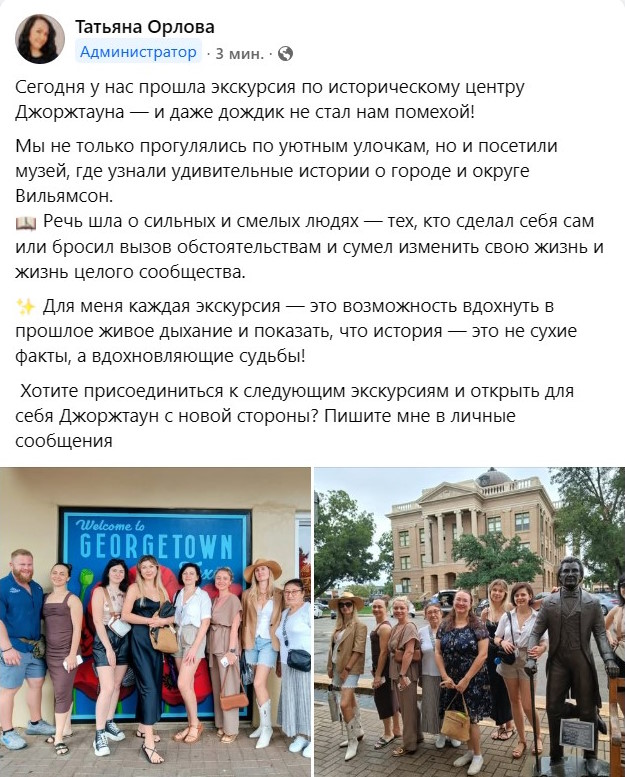 Татьяна Орлова
Администратор · 3 мин. ·
Сегодня у нас прошла экскурсия по историческому центру
Джоржтауна — и даже дождик не стал нам помехой!
Мы не только прогулялись по уютным улочкам, но и посетили
музей, где узнали удивительные истории о городе и округе
Вильямсон.
📖 Речь шла о сильных и смелых людях — тех, кто сделал себя сам
или бросил вызов обстоятельствам и сумел изменить свою жизнь и
жизнь целого сообщества.
✨ Для меня каждая экскурсия — это возможность вдохнуть в
прошлое живое дыхание и показать, что история — это не сухие
факты, а вдохновляющие судьбы!
Хотите присоединиться к следующим экскурсиям и открыть для
себя Джоржтаун с новой стороны? Пишите мне в личные
сообщения
Welcome to
GEORGETOWN